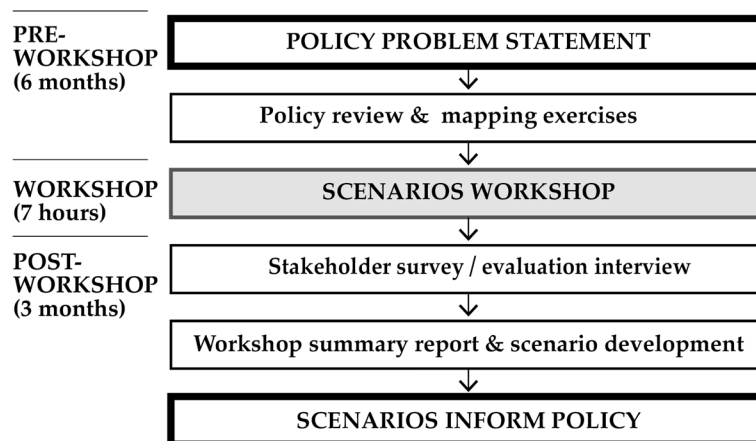 PRE-
WORKSHOP
(6 months)
POLICY PROBLEM STATEMENT
Policy review & mapping exercises
WORKSHOP
(7 hours)
SCENARIOS WORKSHOP
POST-
WORKSHOP
(3 months)
Stakeholder survey / evaluation interview
Workshop summary report & scenario development
SCENARIOS INFORM POLICY